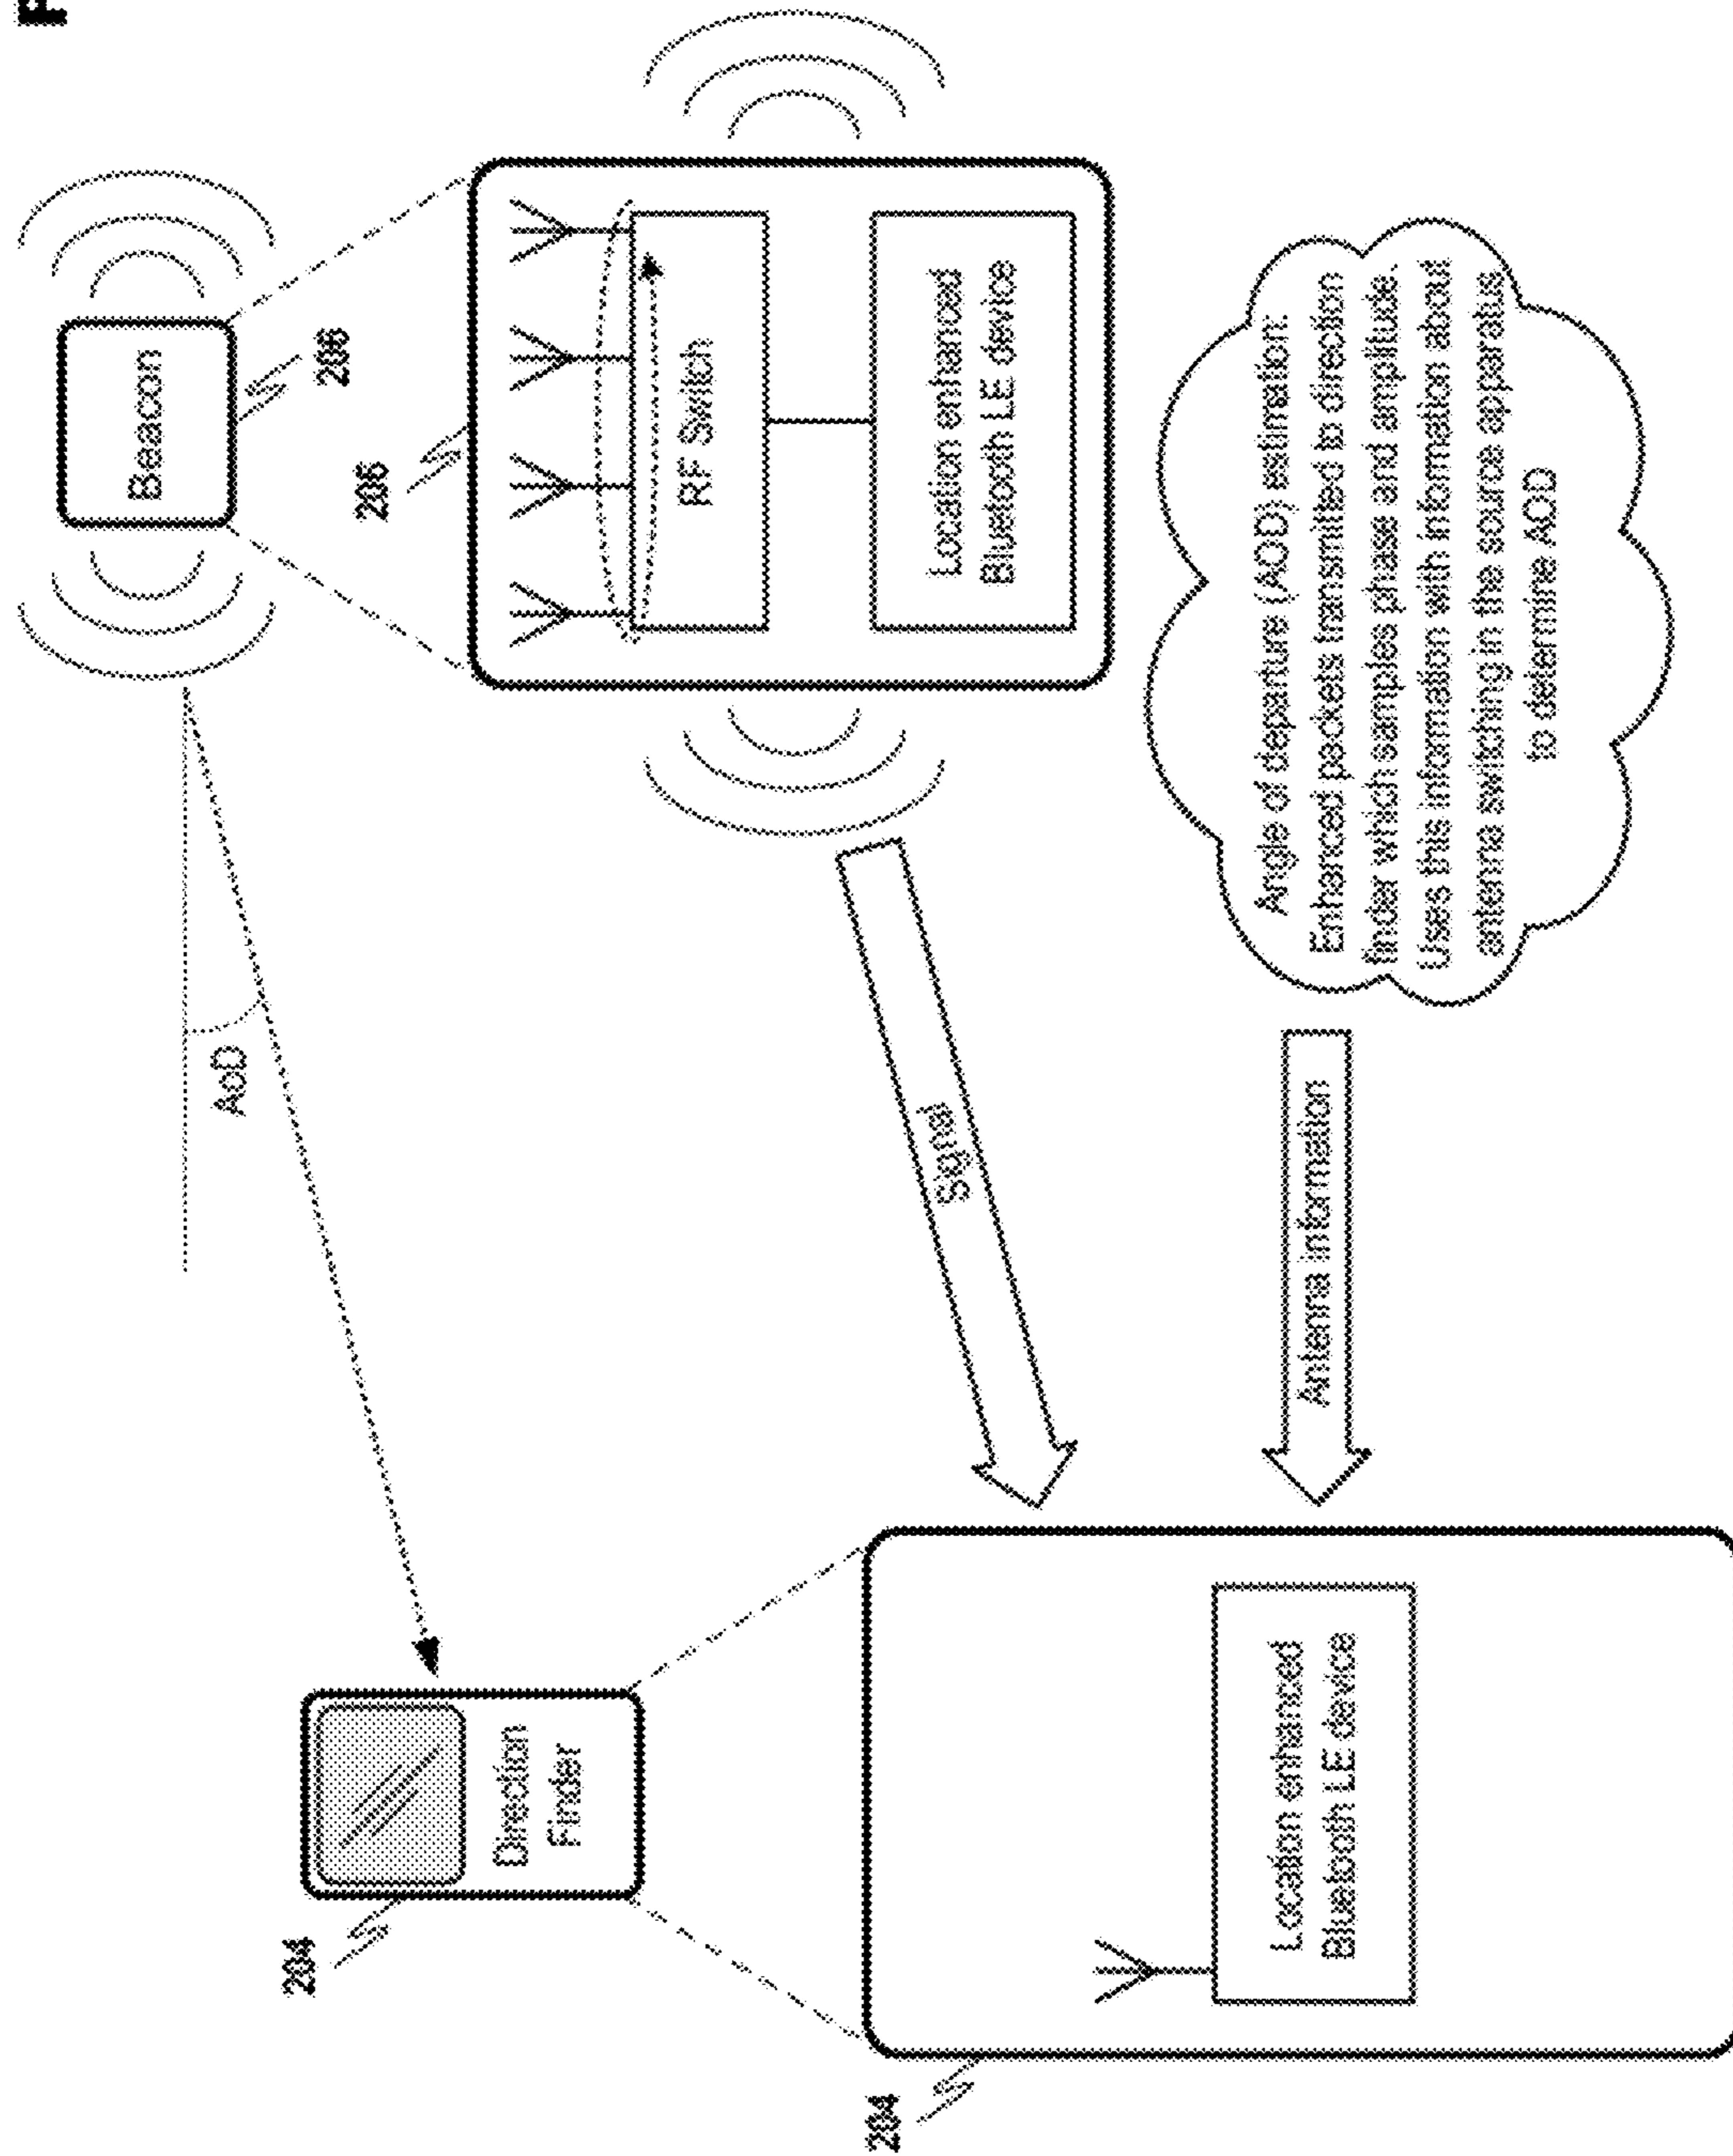 F
Beacon
AoD
204
206
206
Direction
Finder
RF Switch
204
Signal
Location enhanced
Bluetooth LE device
Location enhanced
Bluetooth LE device
Antenna information
Angle of departure (AOD) estimation:
Enhanced packets transmitted to direction
finder which samples phase and amplitude.
Uses this information with information about
antenna switching in the source apparatus
to determine AOD